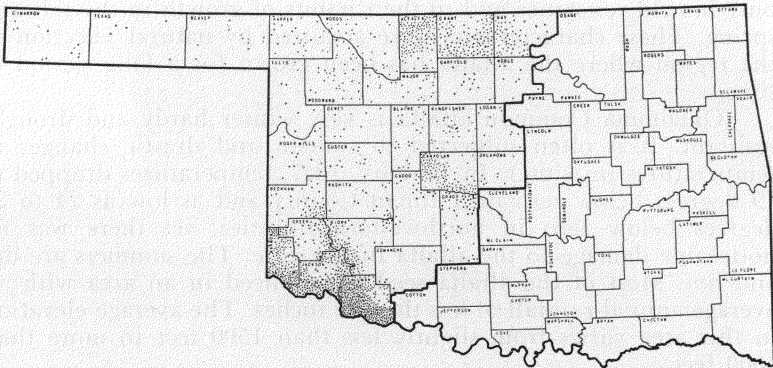 CIMARRON
TEXAS
BEAVER
HARPER
WOODS
ALFALFA
GRANT
KAY
OSAGE
NOWATA
CRAIG
OTTAWA
ROGERS
MAYES
DELAWARE
ELLIS
WOODWARD
MAJOR
GARFIELD
NOBLE
PAYNE
PAWNEE
CREEK
TULSA
WAGONER
CHEROKEE
ADAIR
DEWEY
BLAINE
KINGFISHER
LOGAN
LINCOLN
OKMULGEE
MUSKOGEE
SEQUOYAH
ROGER MILLS
CUSTER
CANADIAN
OKLAHOMA
OKFUSKEE
McINTOSH
BECKHAM
WASHITA
CADDO
GRADY
CLEVELAND
POTTAWATOMIE
SEMINOLE
HUGHES
PITTSBURG
HASKELL
LATIMER
LE FLORE
GREER
KIOWA
COMANCHE
McCLAIN
GARVIN
COAL
ATOKA
PUSHMATAHA
McCURTAIN
JACKSON
COTTON
STEPHENS
MURRAY
CARTER
JOHNSTON
JEFFERSON
LOVE
MARSHALL
BRYAN
CHOCTAW